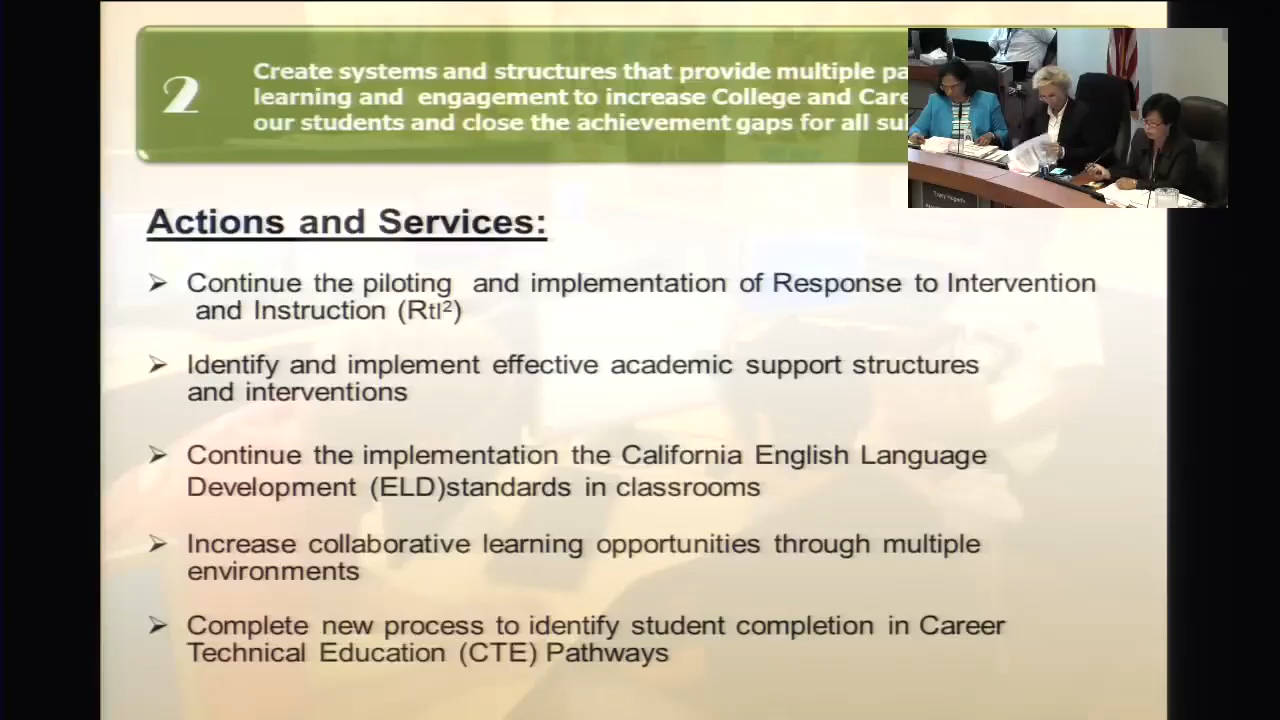 2
Create systems and structures that provide multiple
learning and engagement to increase College and
our students and close the achievement gaps for all
Actions and Services:
➢ Continue the piloting and implementation of Response to Intervention
and Instruction (RtI²)
➢ Identify and implement effective academic support structures
and interventions
➢ Continue the implementation the California English Language
Development (ELD)standards in classrooms
➢ Increase collaborative learning opportunities through multiple
environments
➢ Complete new process to identify student completion in Career
Technical Education (CTE) Pathways